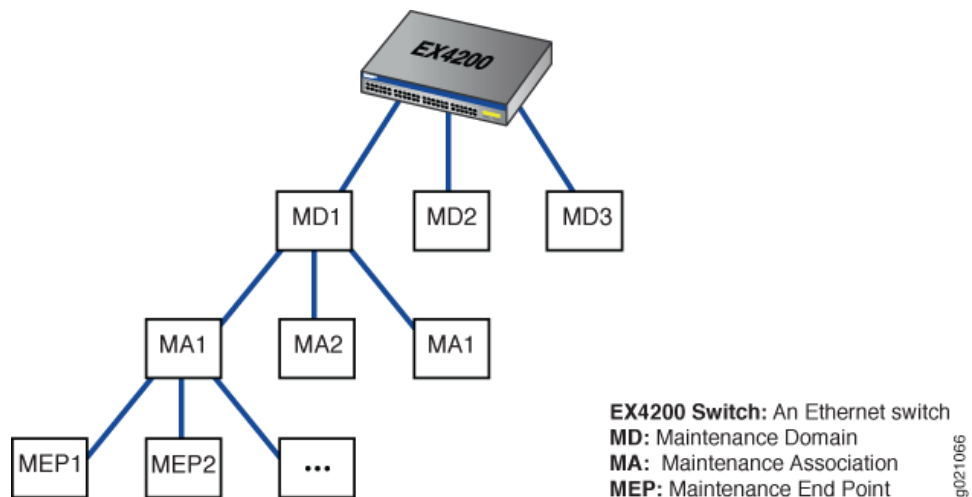 EX4200
MD1
MD2
MD3
MA1
MA2
MA1
MEP1
MEP2
...
EX4200 Switch: An Ethernet switch
MD: Maintenance Domain
MA: Maintenance Association
MEP: Maintenance End Point
g021066